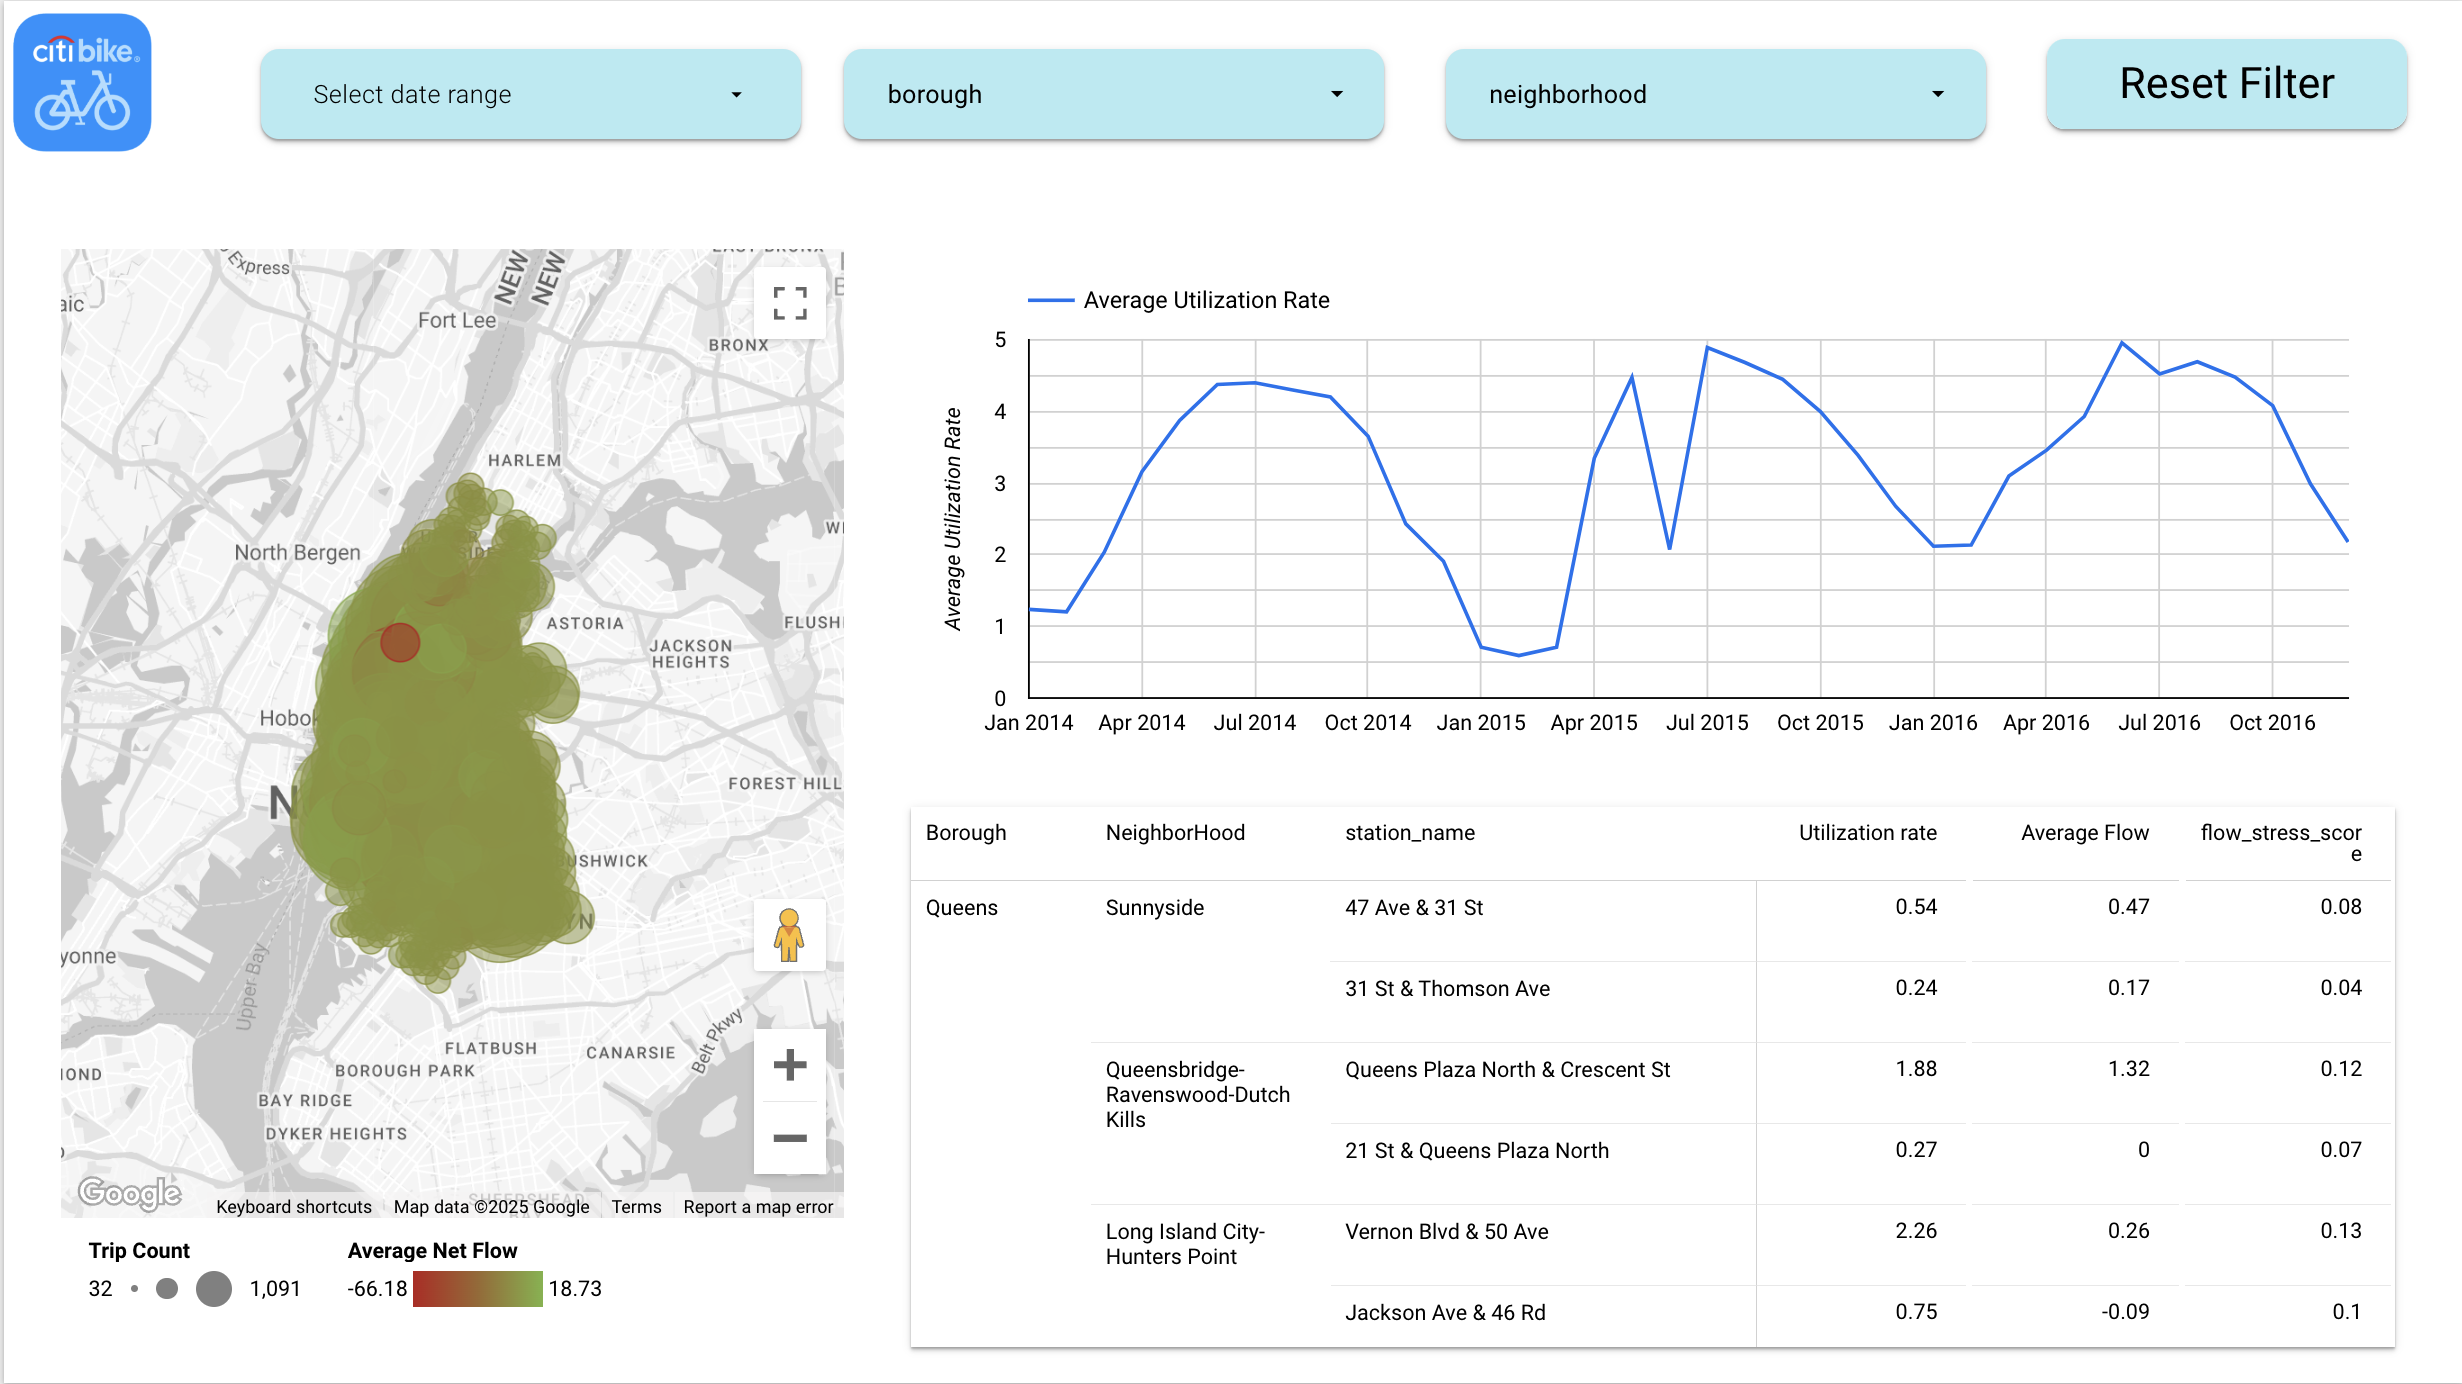 citi bike
Select date range
borough
neighborhood
Reset Filter
Express
NEW
NEW
Fort Lee
BRONX
HARLEM
North Bergen
ASTORIA
JACKSON
HEIGHTS
FOREST HILL
Upper Bay
FLATBUSH
CANARSIE
Belt Pkwy
BOROUGH PARK
BAY RIDGE
DYKER HEIGHTS
Google
Keyboard shortcuts
Map data ©2025 Google
Terms
Report a map error
Trip Count
32
1,091
Average Net Flow
-66.18
18.73
Average Utilization Rate
Average Utilization Rate
5
4
3
2
1
0
Jan 2014 Apr 2014 Jul 2014 Oct 2014 Jan 2015 Apr 2015 Jul 2015 Oct 2015 Jan 2016 Apr 2016 Jul 2016 Oct 2016
Borough NeighborHood station_name Utilization rate Average Flow flow_stress_scor
e
Queens Sunnyside 47 Ave & 31 St 0.54 0.47 0.08
31 St & Thomson Ave 0.24 0.17 0.04
Queensbridge- Queens Plaza North & Crescent St 1.88 1.32 0.12
Ravenswood-Dutch
Kills
21 St & Queens Plaza North 0.27 0 0.07
Long Island City- Vernon Blvd & 50 Ave 2.26 0.26 0.13
Hunters Point
Jackson Ave & 46 Rd 0.75 -0.09 0.1